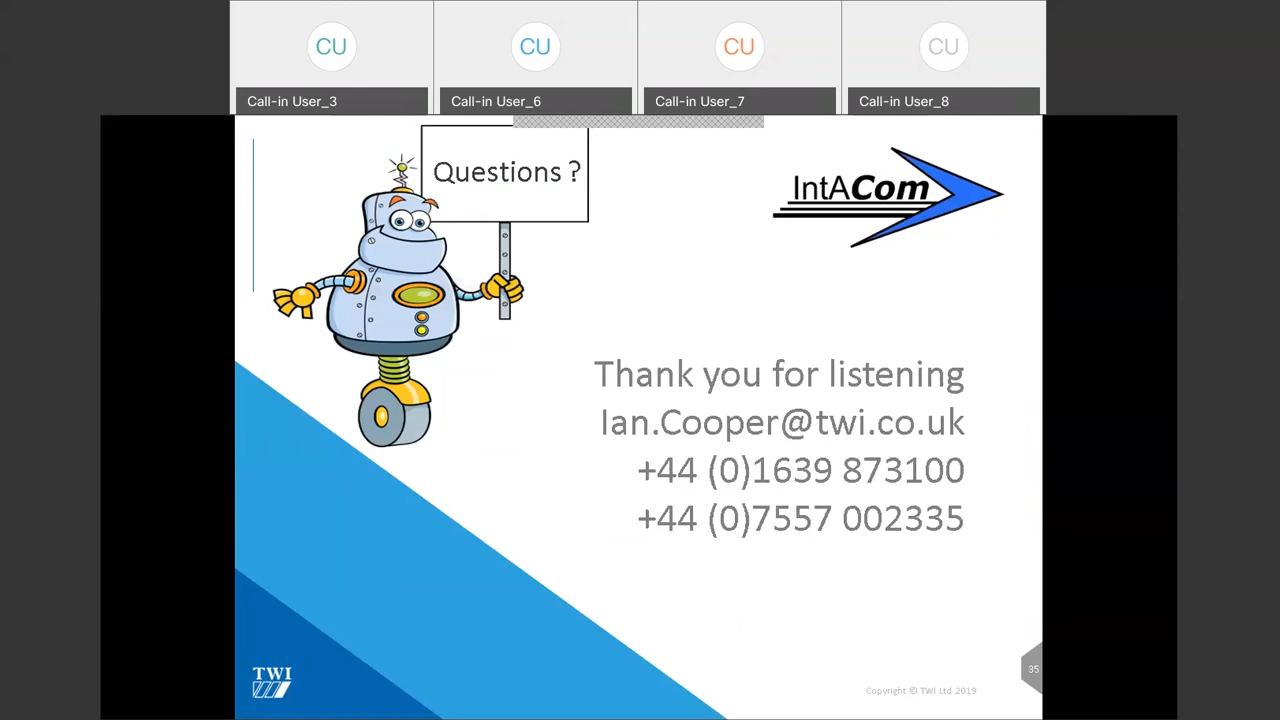 CU CU CU CU
Call-in User_3 Call-in User_6 Call-in User_7 Call-in User_8
Questions ?
IntACom
Thank you for listening
Ian.Cooper@twi.co.uk
+44 (0)1639 873100
+44 (0)7557 002335
TWI
35
Copyright © TWI Ltd 2019